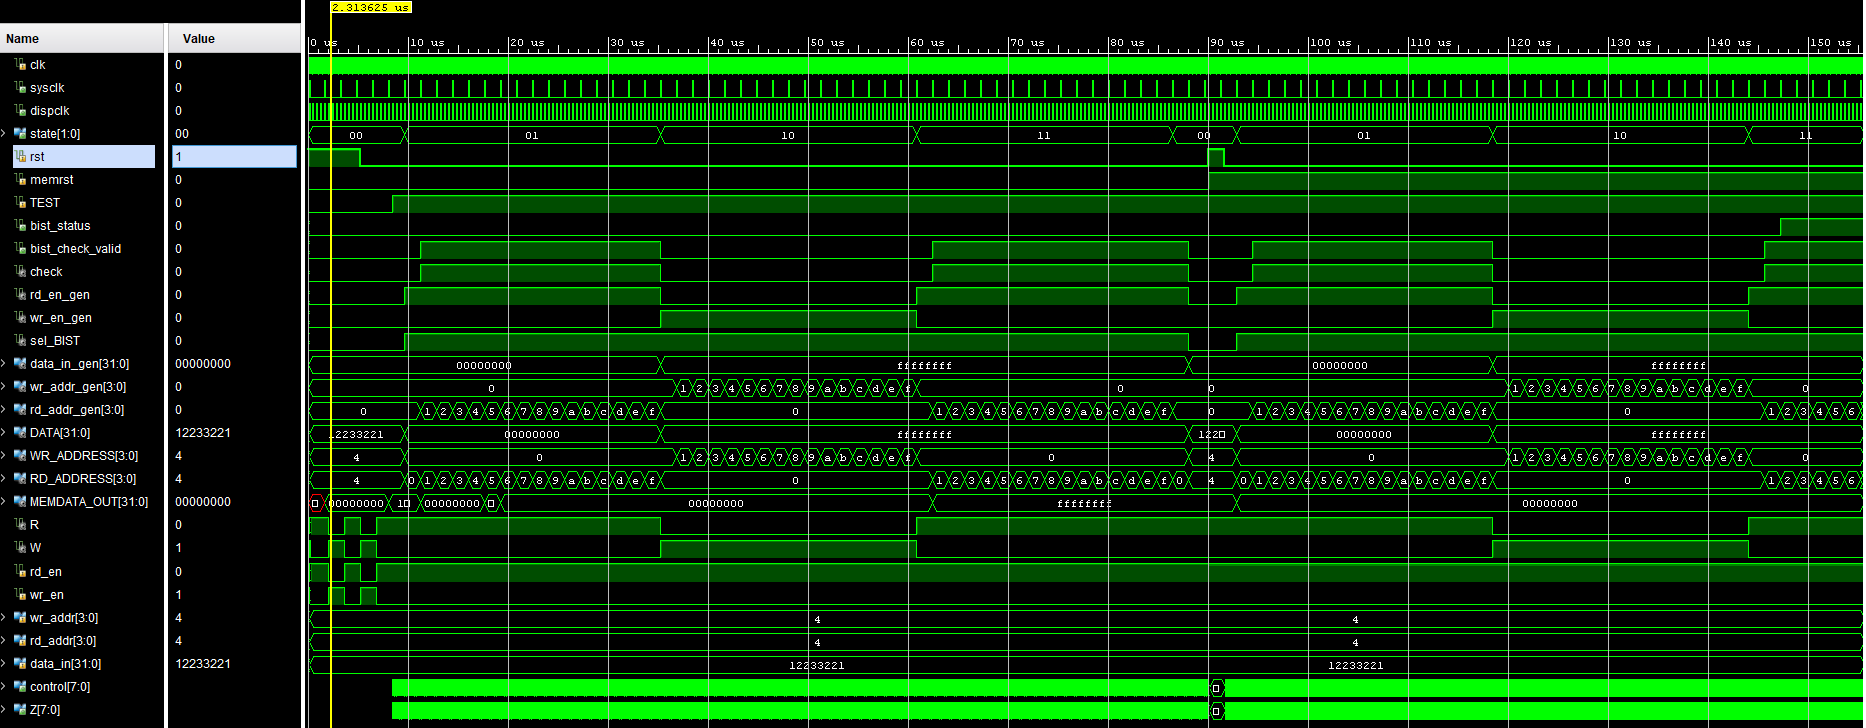 2.313625 us
Name Value
0 us 10 us 20 us 30 us 40 us 50 us 60 us 70 us 80 us 90 us 100 us 110 us 120 us 130 us 140 us 150 us
clk 0
sysclk 0
dispclk 0
state[1:0] 00 00 01 10 11 00 01 10 11
rst 1
memrst 0
TEST 0
bist_status 0
bist_check_valid 0
check 0
rd_en_gen 0
wr_en_gen 0
sel_BIST 0
data_in_gen[31:0] 00000000 00000000 ffffffff 00000000 ffffffff
wr_addr_gen[3:0] 0 0 1 2 3 4 5 6 7 8 9 a b c d e f 0 0 1 2 3 4 5 6 7 8 9 a b c d e f 0
rd_addr_gen[3:0] 0 0 1 2 3 4 5 6 7 8 9 a b c d e f 0 1 2 3 4 5 6 7 8 9 a b c d e f 0 1 2 3 4 5 6 7 8 9 a b c d e f 0 1 2 3 4 5 6
DATA[31:0] 12233221 12233221 00000000 ffffffff 122 00000000 ffffffff
WR_ADDRESS[3:0] 4 4 0 1 2 3 4 5 6 7 8 9 a b c d e f 0 4 0 1 2 3 4 5 6 7 8 9 a b c d e f 0
RD_ADDRESS[3:0] 4 4 0 1 2 3 4 5 6 7 8 9 a b c d e f 0 1 2 3 4 5 6 7 8 9 a b c d e f 0 4 0 1 2 3 4 5 6 7 8 9 a b c d e f 0 1 2 3 4 5 6
MEMDATA_OUT[31:0] 00000000 00000000 1 00000000 00000000 ffffffff 00000000
R 0
W 1
rd_en 0
wr_en 1
wr_addr[3:0] 4 4 4
rd_addr[3:0] 4 4 4
data_in[31:0] 12233221 12233221 12233221
control[7:0]
Z[7:0]